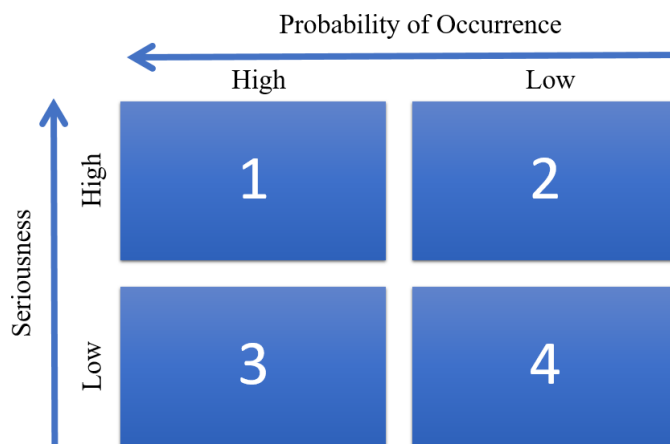 Probability of Occurrence
High
Low
Seriousness
High
1
2
Low
3
4